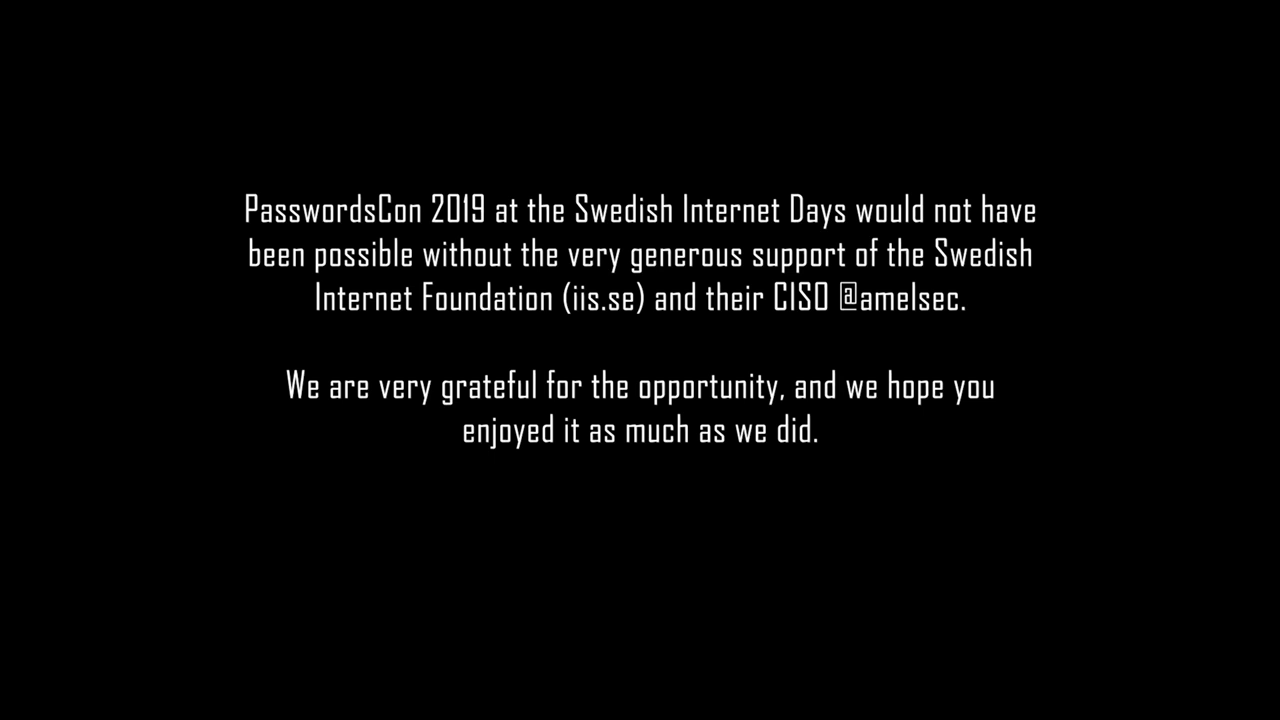 PasswordsCon 2019 at the Swedish Internet Days would not have
been possible without the very generous support of the Swedish
Internet Foundation (iis.se) and their CISO @amelsec.
We are very grateful for the opportunity, and we hope you
enjoyed it as much as we did.